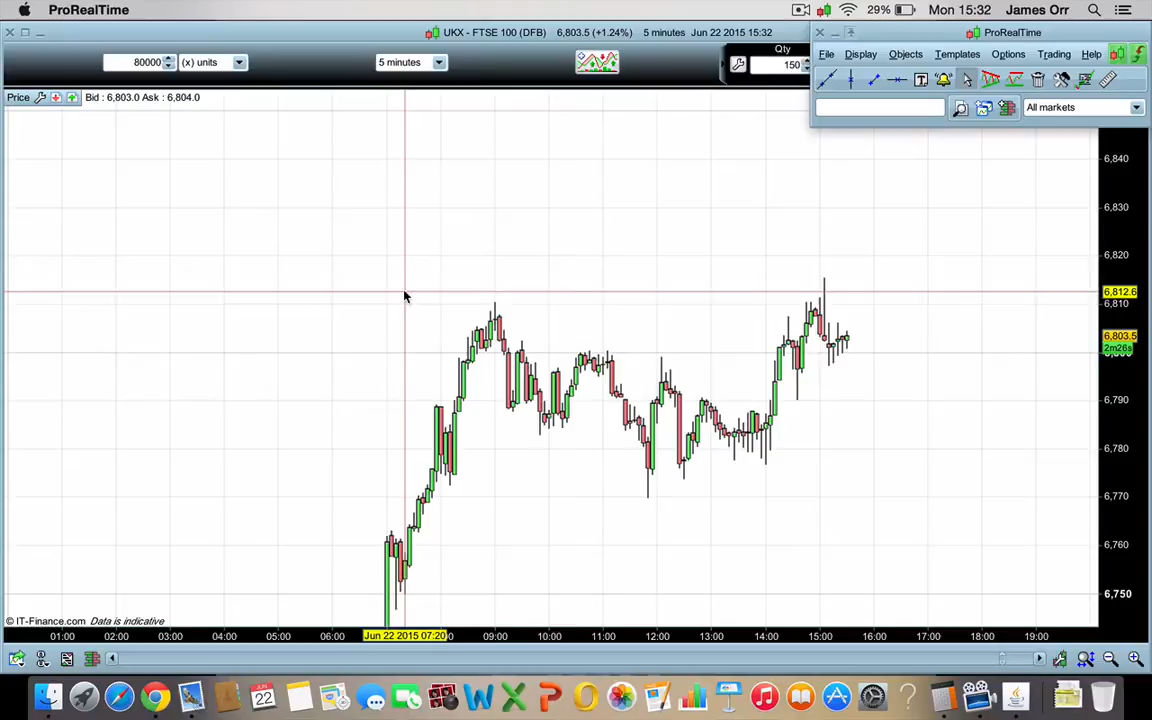 ProRealTime
29%
Mon 15:32
James Orr
UKX - FTSE 100 (DFB)
6,803.5 (+1.24%)
5 minutes
Jun 22 2015 15:32
ProRealTime
80000
(x) units
5 minutes
Qty
150
File
Display
Objects
Templates
Options
Trading
Help
All markets
Price
Bid : 6,803.0 Ask : 6,804.0
6,840
6,830
6,820
6,812.6
6,810
6,803.5
2m26s
6,790
6,780
6,770
6,760
6,750
© IT-Finance.com
Data is indicative
01:00
02:00
03:00
04:00
05:00
06:00
Jun 22 2015 07:20
09:00
10:00
11:00
12:00
13:00
14:00
15:00
16:00
17:00
18:00
19:00
JUN
22